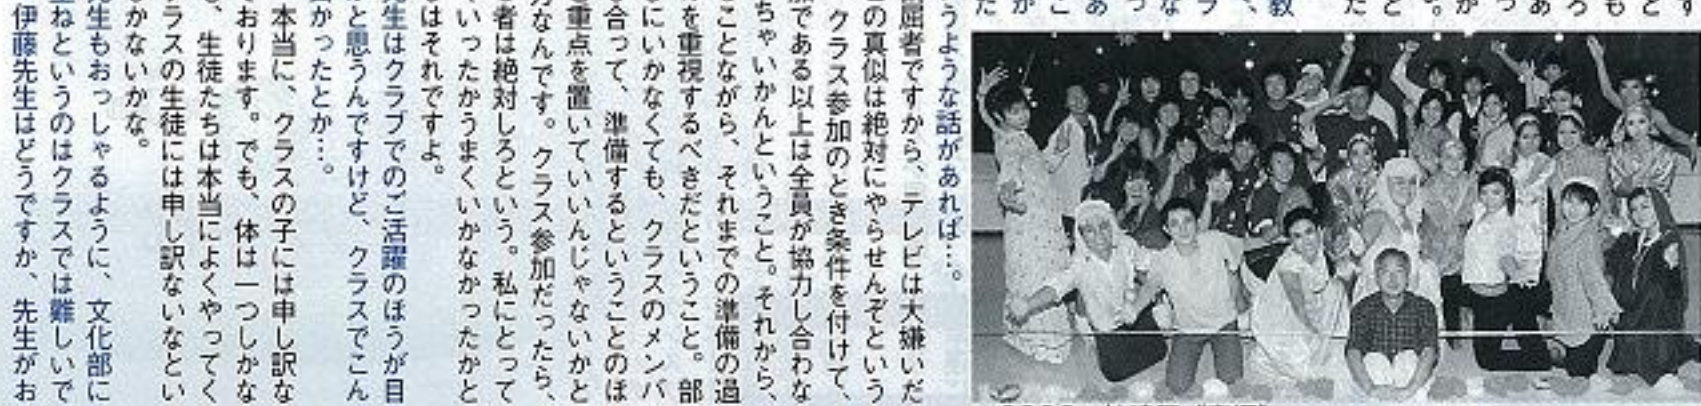 うような話があれば…。
屈者ですから、テレビは大嫌いだ
の真似は絶対にやらせんぞという
クラス参加のとき条件を付けて、
である以上は全員が協力し合わな
ちゃいかんということ。それから、
ことながら、それまでの準備の過
を重視するべきだということ。部
にいかなくても、クラスのメンバ
合って、準備するということのほ
重点を置いていいんじゃないかと
なんです。クラス参加だったら、
者は絶対しろという。私にとって
いったかうまくいかなかったかと
はそれですよ。
生はクラブでのご活躍のほうが目
と思うんですけど、クラスでこん
かったとか…。
本当に、クラスの子には申し訳な
おります。でも、体は一つしかな
、生徒たちは本当によくやってく
ラスの生徒には申し訳ないなとい
かないかな。
生もおっしゃるように、文化部に
ねというのはクラスでは難しいで
伊藤先生はどうですか、先生がお